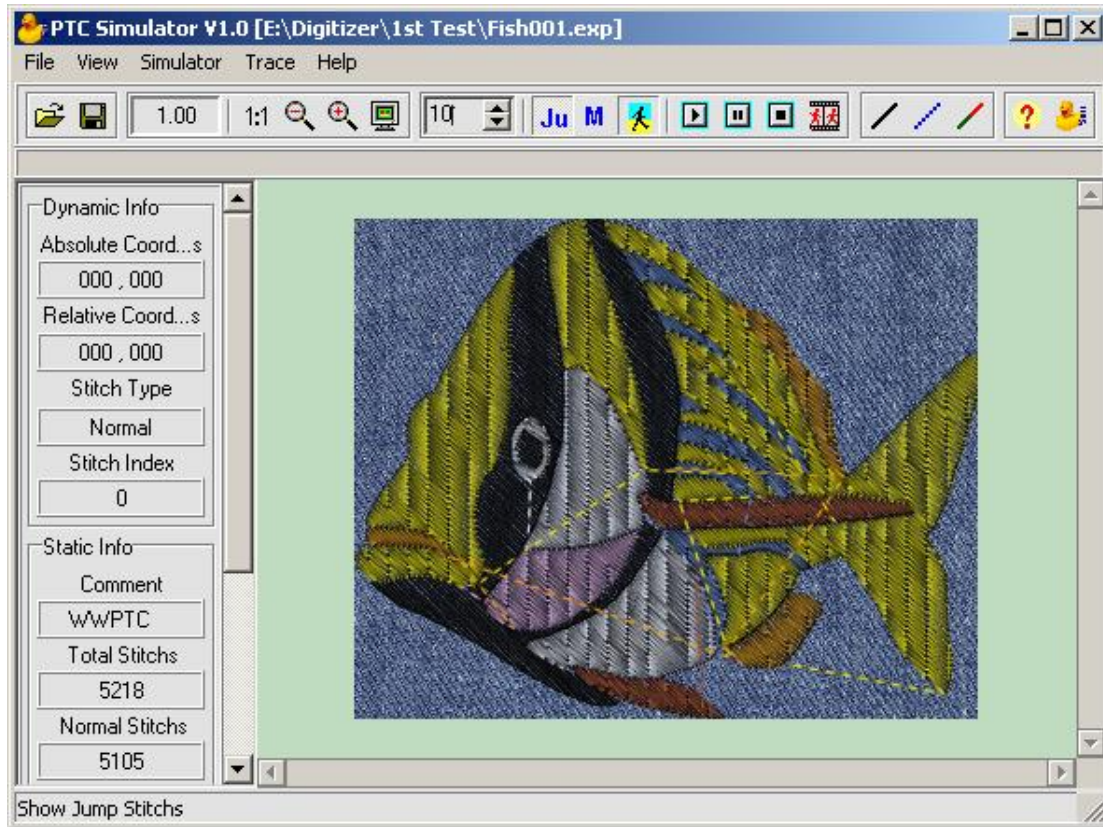 PTC Simulator V1.0 [E:\Digitizer\1st Test\Fish001.exp]
File View Simulator Trace Help
1.00 1:1 10 Ju M ?
Dynamic Info
Absolute Coord...s
000 , 000
Relative Coord...s
000 , 000
Stitch Type
Normal
Stitch Index
0
Static Info
Comment
WWPTC
Total Stitchs
5218
Normal Stitchs
5105
Show Jump Stitchs